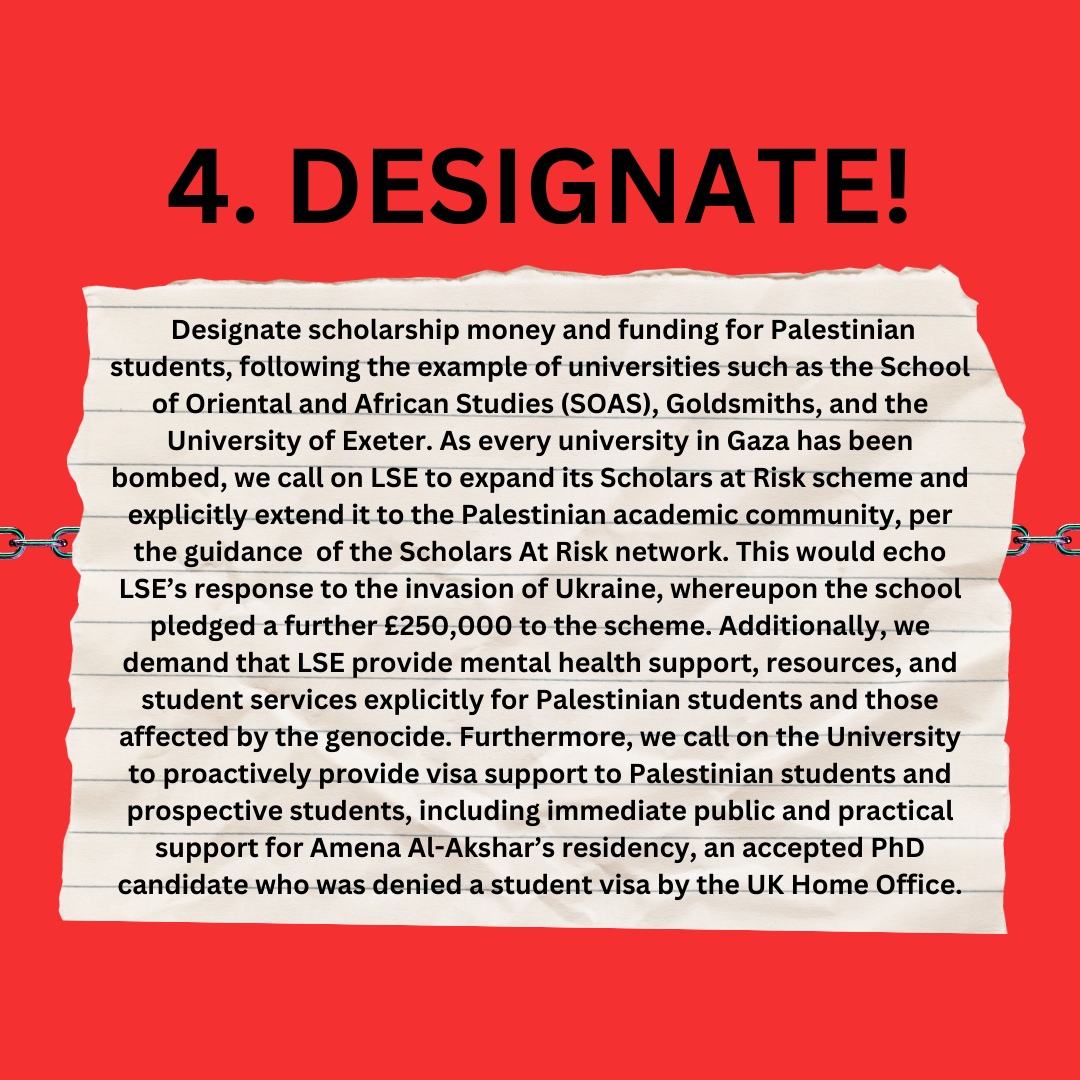 4. DESIGNATE!
Designate scholarship money and funding for Palestinian
students, following the example of universities such as the School
of Oriental and African Studies (SOAS), Goldsmiths, and the
University of Exeter. As every university in Gaza has been
bombed, we call on LSE to expand its Scholars at Risk scheme and
explicitly extend it to the Palestinian academic community, per
the guidance  of the Scholars At Risk network. This would echo
LSE’s response to the invasion of Ukraine, whereupon the school
pledged a further £250,000 to the scheme. Additionally, we
demand that LSE provide mental health support, resources, and
student services explicitly for Palestinian students and those
affected by the genocide. Furthermore, we call on the University
to proactively provide visa support to Palestinian students and
prospective students, including immediate public and practical
support for Amena Al-Akshar’s residency, an accepted PhD
candidate who was denied a student visa by the UK Home Office.